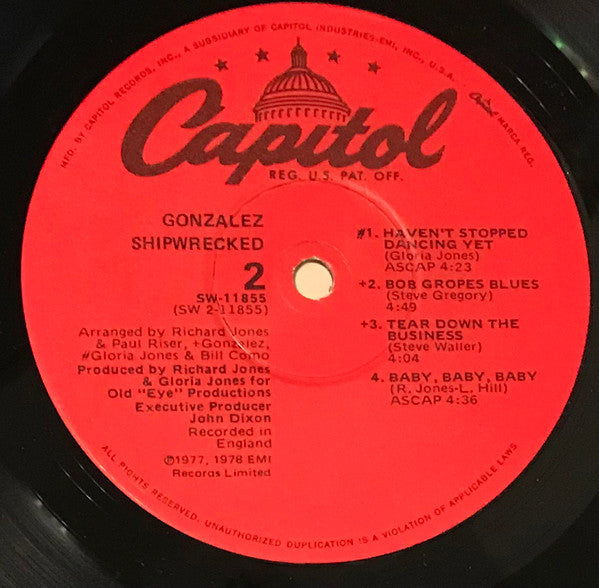 MFD. BY CAPITOL RECORDS, INC., A SUBSIDIARY OF CAPITOL INDUSTRIES-EMI, INC., U.S.A.
Capitol MARCA REG.
Capitol
REG. U.S. PAT. OFF.
GONZALEZ
SHIPWRECKED
2
SW-11855
(SW 2-11855)
Arranged by Richard Jones
& Paul Riser, +Gonzalez,
#Gloria Jones & Bill Como
Produced by Richard Jones
& Gloria Jones for
Old "Eye" Productions
Executive Producer
John Dixon
Recorded in
England
℗1977, 1978 EMI
Records Limited
#1. HAVEN'T STOPPED
DANCING YET
(Gloria Jones)
ASCAP 4:23
+2. BOB GROPES BLUES
(Steve Gregory)
4:49
+3. TEAR DOWN THE
BUSINESS
(Steve Waller)
4:04
4. BABY, BABY, BABY
(R. Jones-L. Hill)
ASCAP 4:36
ALL RIGHTS RESERVED. UNAUTHORIZED DUPLICATION IS A VIOLATION OF APPLICABLE LAWS